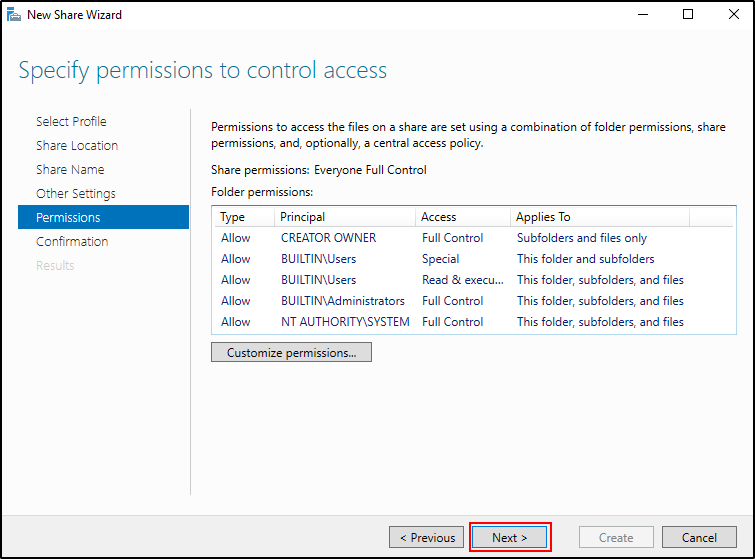 New Share Wizard
Specify permissions to control access
Select Profile
Share Location
Share Name
Other Settings
Permissions
Confirmation
Results
Permissions to access the files on a share are set using a combination of folder permissions, share
permissions, and, optionally, a central access policy.
Share permissions: Everyone Full Control
Folder permissions:
Type Principal Access Applies To
Allow CREATOR OWNER Full Control Subfolders and files only
Allow BUILTIN\Users Special This folder and subfolders
Allow BUILTIN\Users Read & execu... This folder, subfolders, and files
Allow BUILTIN\Administrators Full Control This folder, subfolders, and files
Allow NT AUTHORITY\SYSTEM Full Control This folder, subfolders, and files
Customize permissions...
< Previous Next > Create Cancel